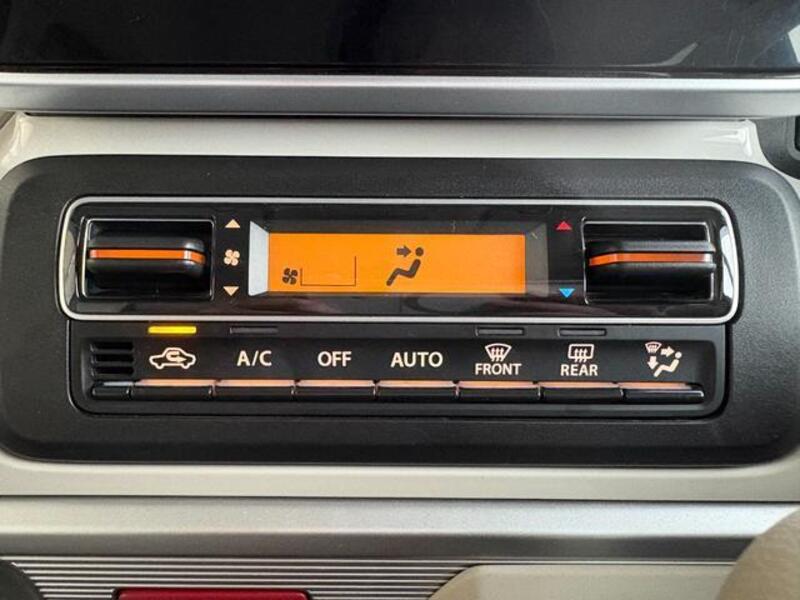 A/C OFF AUTO FRONT REAR